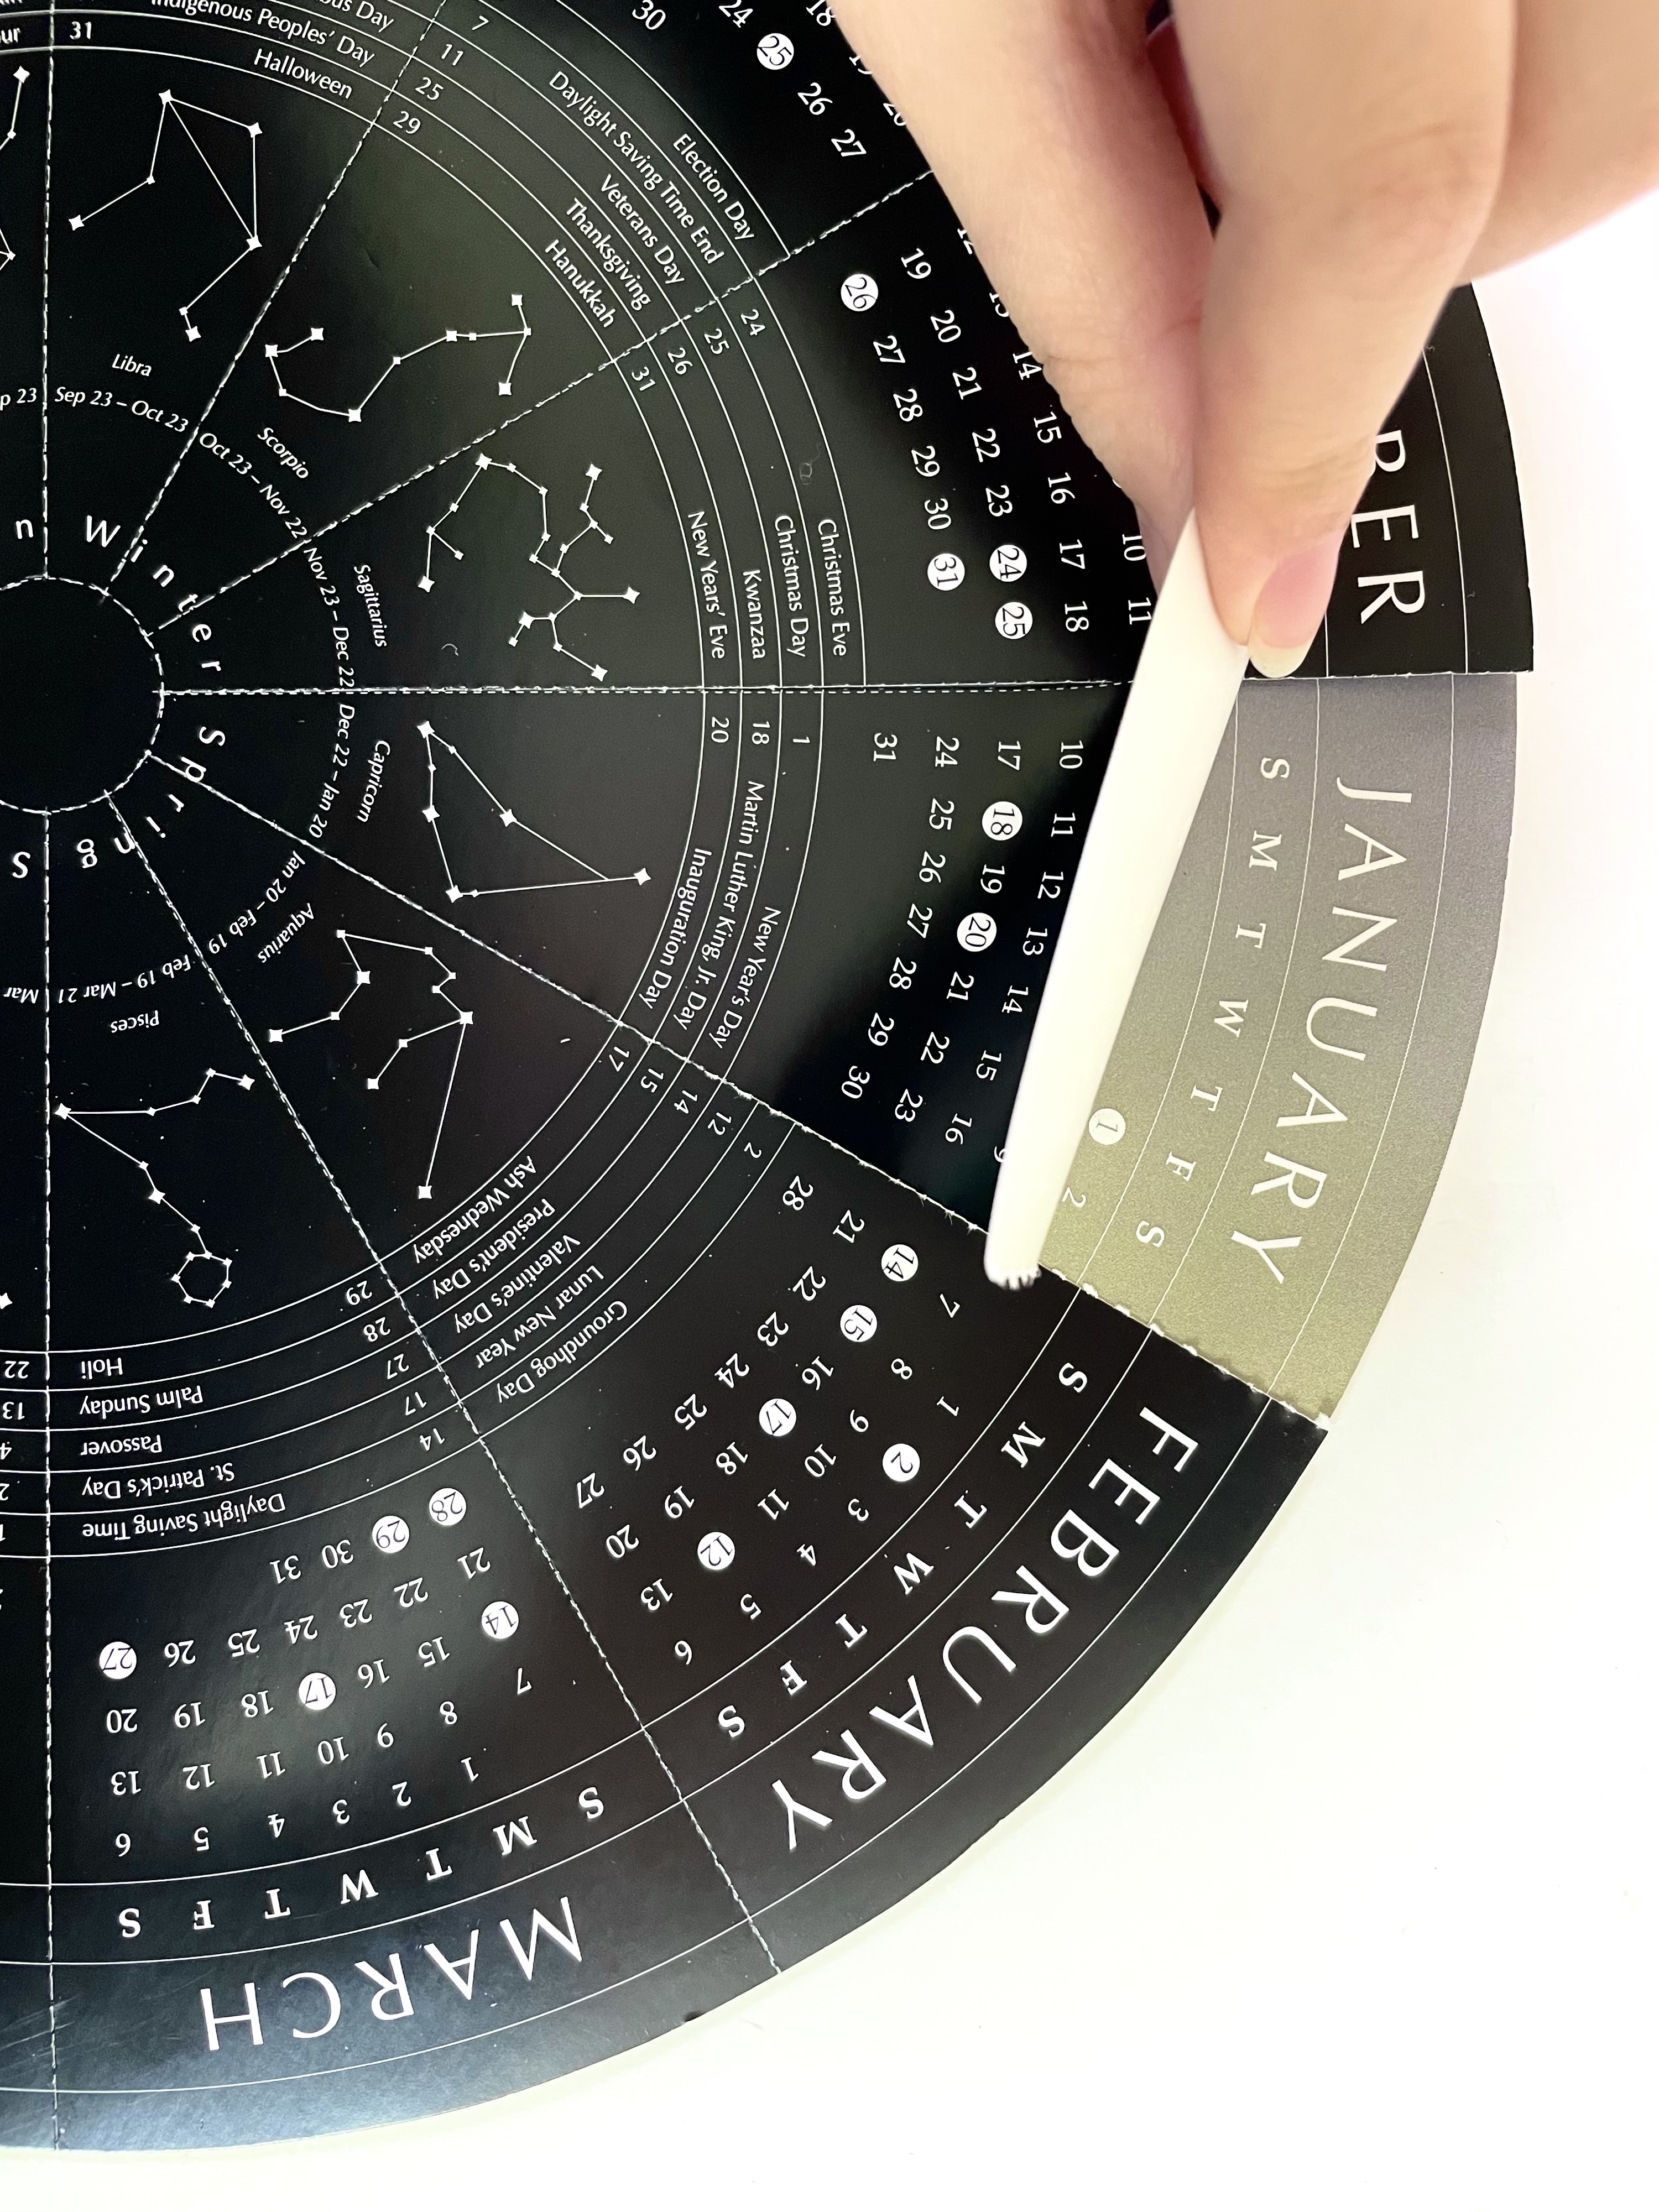 JANUARY
S M T W T F S
1 2
9
10 11 12 13 14 15 16
17 18 19 20 21 22 23
24 25 26 27 28 29 30
31
1 New Year's Day
18 Martin Luther King, Jr. Day
20 Inauguration Day
Capricorn
Dec 22 – Jan 20
FEBRUARY
S M T W T F S
1 2 3 4 5 6
7 8 9 10 11 12 13
14 15 16 17 18 19 20
21 22 23 24 25 26 27
28
2 Groundhog Day
12 Lunar New Year
14 Valentine's Day
15 President's Day
17 Ash Wednesday
Aquarius
Jan 20 – Feb 19
MARCH
S M T W T F S
1 2 3 4 5 6
7 8 9 10 11 12 13
14 15 16 17 18 19 20
21 22 23 24 25 26 27
28 29 30 31
14 Daylight Saving Time
17 St. Patrick's Day
27 Passover
28 Palm Sunday
29 Holi
Pisces
Feb 19 – Mar 21
Mar
4
13
22
BER
10 11
12 13 14 15 16 17 18
19 20 21 22 23 24 25
26 27 28 29 30 31
24 Christmas Eve
25 Christmas Day
26 Kwanzaa
31 New Years' Eve
Sagittarius
Nov 23 – Dec 22
18
24 25 26 27
30
Election Day
7 Daylight Saving Time End
11 Veterans Day
25 Thanksgiving
29 Hanukkah
Scorpio
Oct 23 – Nov 22
Indigenous Peoples' Day
31 Halloween
Libra
Sep 23 – Oct 23
Winter
Spring